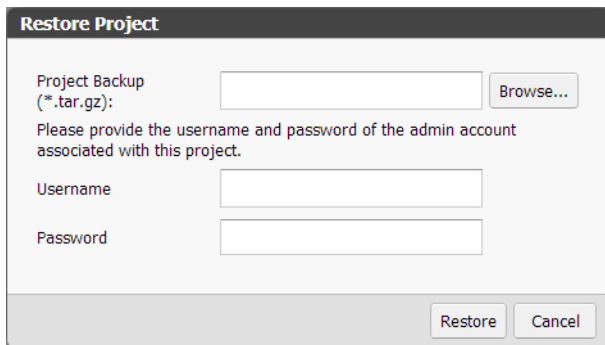 Restore Project
Project Backup
(*.tar.gz):
Browse...
Please provide the username and password of the admin account
associated with this project.
Username
Password
Restore
Cancel